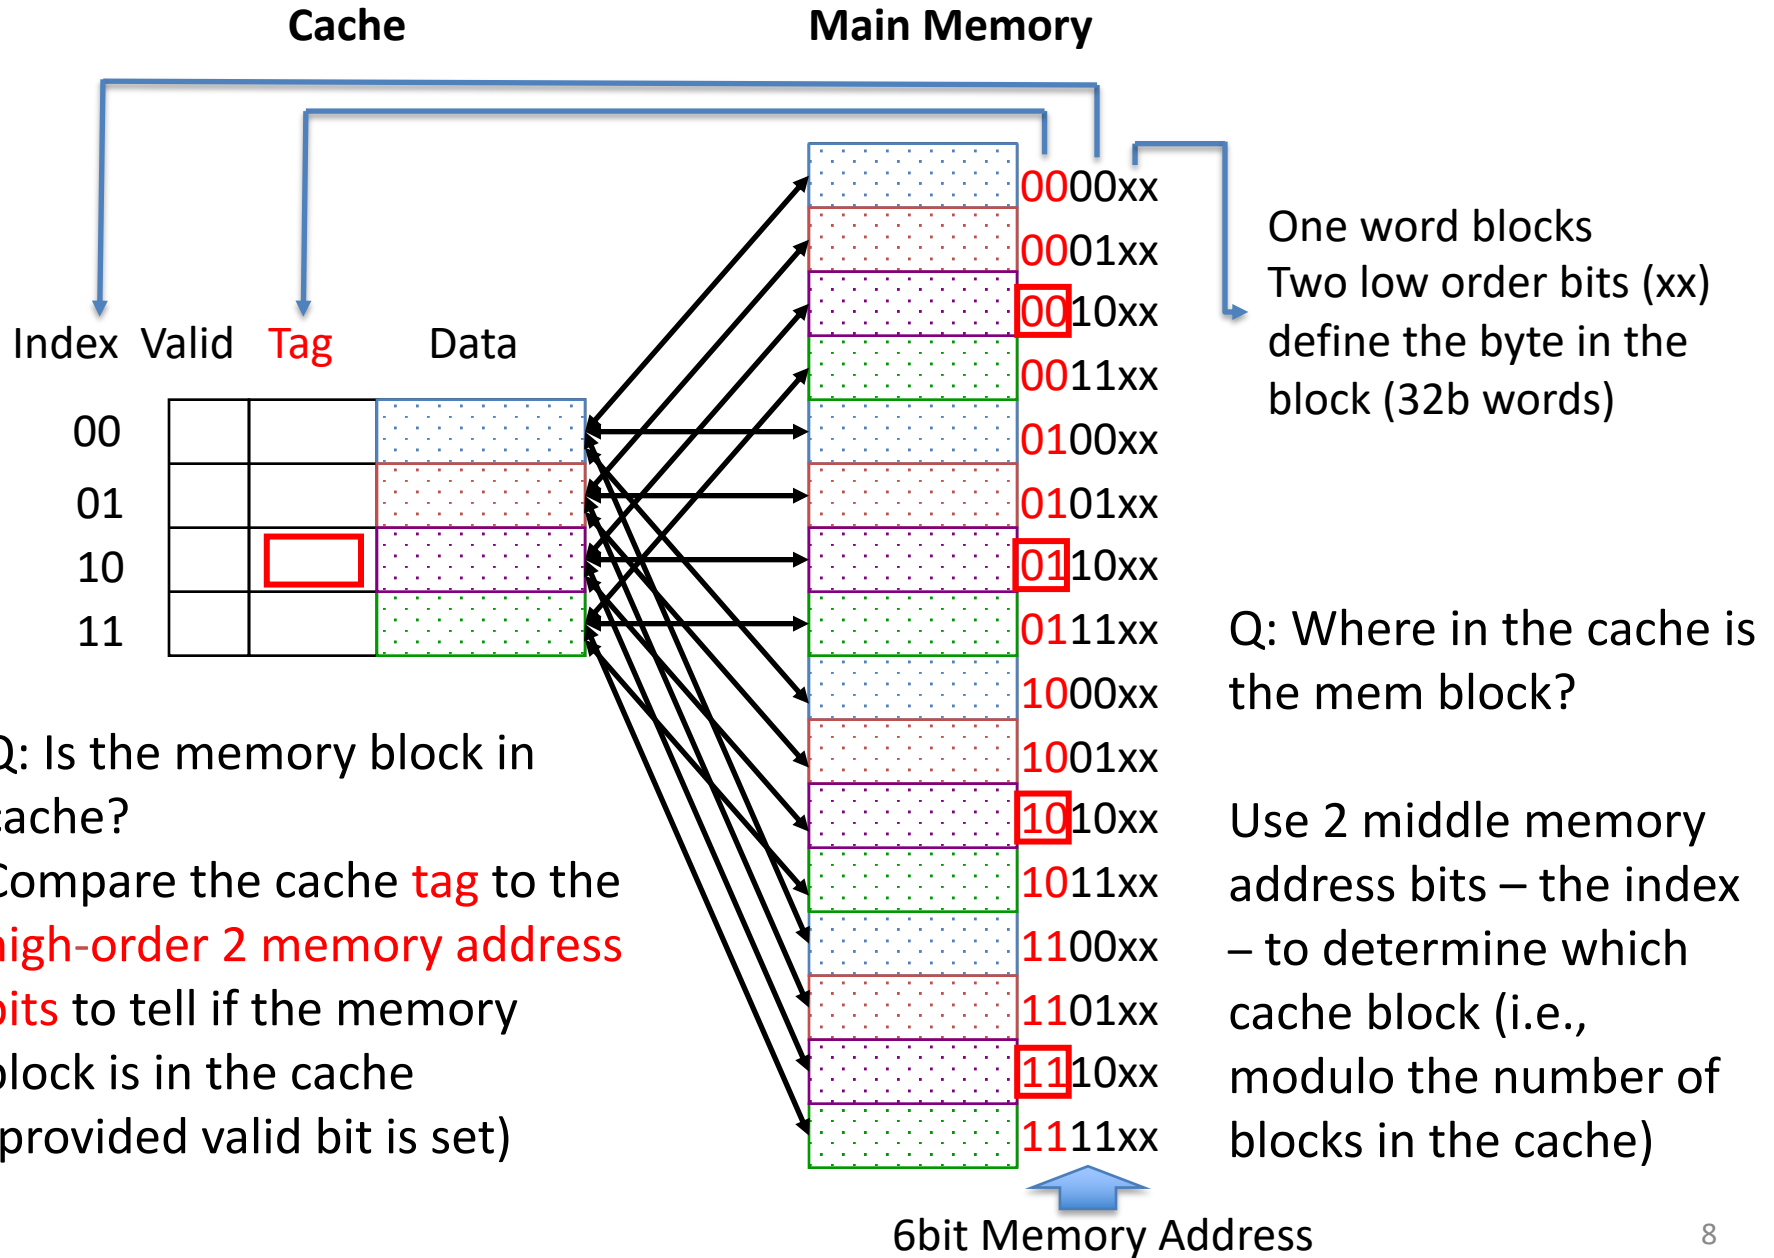 Cache
Main Memory
Index Valid Tag Data
00
01
10
11
0000xx
0001xx
0010xx
0011xx
0100xx
0101xx
0110xx
0111xx
1000xx
1001xx
1010xx
1011xx
1100xx
1101xx
1110xx
1111xx
6bit Memory Address
One word blocks
Two low order bits (xx)
define the byte in the
block (32b words)
Q: Where in the cache is
the mem block?
Use 2 middle memory
address bits – the index
– to determine which
cache block (i.e.,
modulo the number of
blocks in the cache)
Q: Is the memory block in
cache?
Compare the cache tag to the
high-order 2 memory address
bits to tell if the memory
block is in the cache
provided valid bit is set)
8